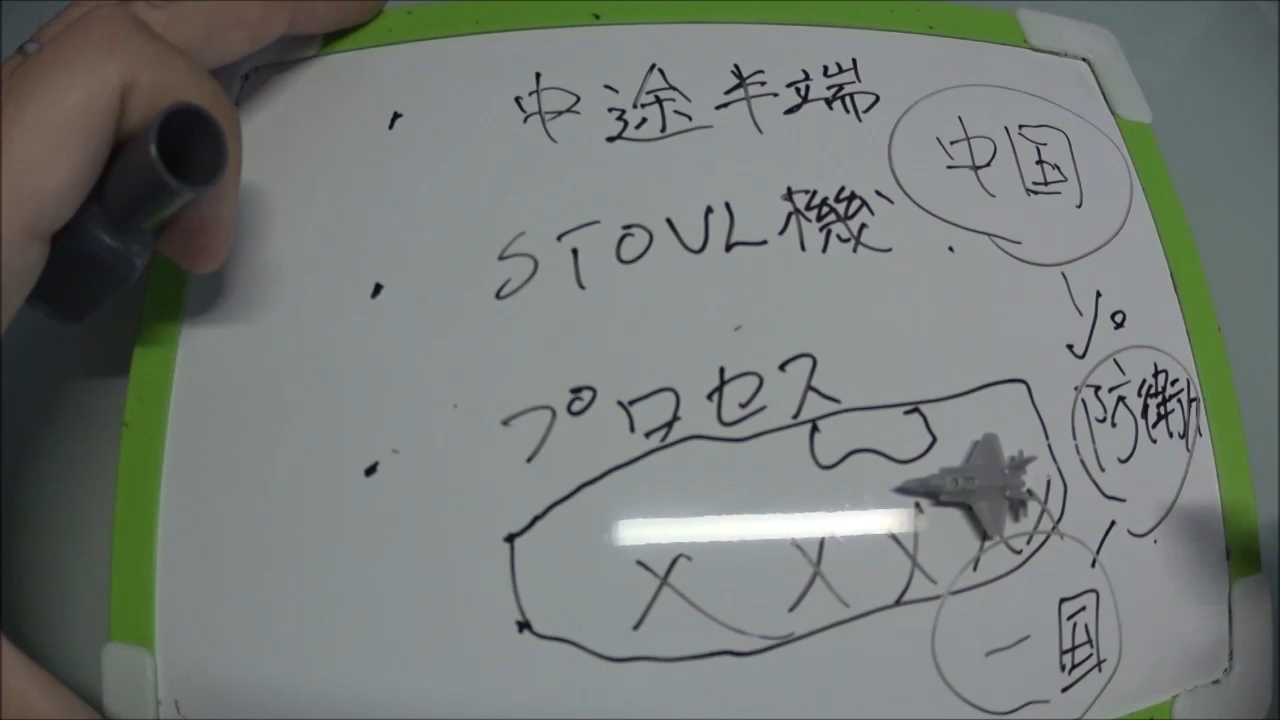 ・ 中途半端
中国
・ STOVL機
・ プロセス
防衛
一国